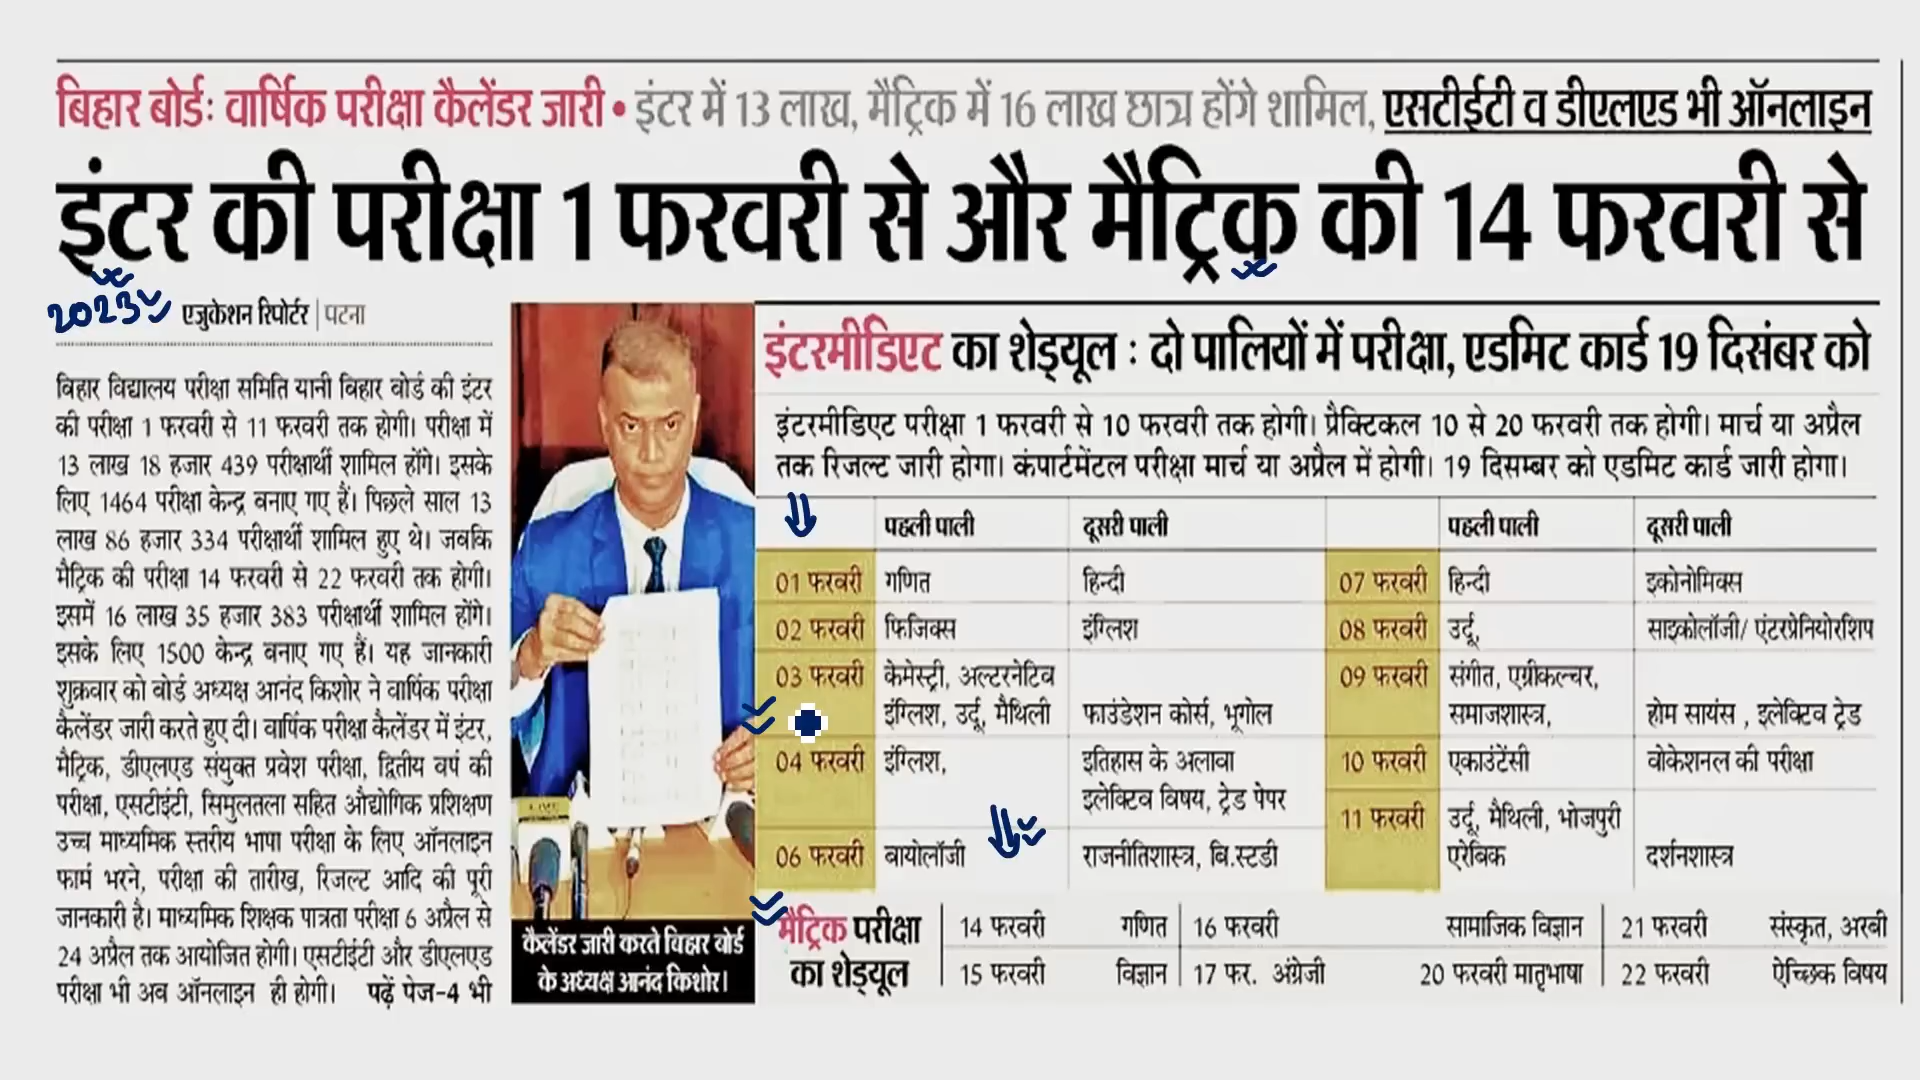 बिहार बोर्ड: वार्षिक परीक्षा कैलेंडर जारी • इंटर में 13 लाख, मैट्रिक में 16 लाख छात्र होंगे शामिल, एसटीईटी व डीएलएड भी ऑनलाइन
इंटर की परीक्षा 1 फरवरी से और मैट्रिक की 14 फरवरी से
2023
एजुकेशन रिपोर्टर | पटना
बिहार विद्यालय परीक्षा समिति यानी बिहार बोर्ड की इंटर
की परीक्षा 1 फरवरी से 11 फरवरी तक होगी। परीक्षा में
13 लाख 18 हजार 439 परीक्षार्थी शामिल होंगे। इसके
लिए 1464 परीक्षा केन्द्र बनाए गए हैं। पिछले साल 13
लाख 86 हजार 334 परीक्षार्थी शामिल हुए थे। जबकि
मैट्रिक की परीक्षा 14 फरवरी से 22 फरवरी तक होगी।
इसमें 16 लाख 35 हजार 383 परीक्षार्थी शामिल होंगे।
इसके लिए 1500 केन्द्र बनाए गए हैं। यह जानकारी
शुक्रवार को बोर्ड अध्यक्ष आनंद किशोर ने वार्षिक परीक्षा
कैलेंडर जारी करते हुए दी। वार्षिक परीक्षा कैलेंडर में इंटर,
मैट्रिक, डीएलएड संयुक्त प्रवेश परीक्षा, द्वितीय वर्ष की
परीक्षा, एसटीईटी, सिमुलतला सहित औद्योगिक प्रशिक्षण
उच्च माध्यमिक स्तरीय भाषा परीक्षा के लिए ऑनलाइन
फार्म भरने, परीक्षा की तारीख, रिजल्ट आदि की पूरी
जानकारी है। माध्यमिक शिक्षक पात्रता परीक्षा 6 अप्रैल से
24 अप्रैल तक आयोजित होगी। एसटीईटी और डीएलएड
परीक्षा भी अब ऑनलाइन ही होगी। पढ़ें पेज-4 भी
LIVE
कैलेंडर जारी करते बिहार बोर्ड
के अध्यक्ष आनंद किशोर।
इंटरमीडिएट का शेड्यूल : दो पालियों में परीक्षा, एडमिट कार्ड 19 दिसंबर को
इंटरमीडिएट परीक्षा 1 फरवरी से 10 फरवरी तक होगी। प्रैक्टिकल 10 से 20 फरवरी तक होगी। मार्च या अप्रैल
तक रिजल्ट जारी होगा। कंपार्टमेंटल परीक्षा मार्च या अप्रैल में होगी। 19 दिसम्बर को एडमिट कार्ड जारी होगा।
पहली पाली दूसरी पाली पहली पाली दूसरी पाली
01 फरवरी गणित हिन्दी 07 फरवरी हिन्दी इकोनोमिक्स
02 फरवरी फिजिक्स इंग्लिश 08 फरवरी उर्दू, साइकोलॉजी/ एंटरप्रेनियोरशिप
03 फरवरी केमेस्ट्री, अल्टरनेटिव 09 फरवरी संगीत, एग्रीकल्चर,
इंग्लिश, उर्दू, मैथिली फाउंडेशन कोर्स, भूगोल समाजशास्त्र, होम सायंस , इलेक्टिव ट्रेड
04 फरवरी इंग्लिश, इतिहास के अलावा 10 फरवरी एकाउंटेंसी वोकेशनल की परीक्षा
इलेक्टिव विषय, ट्रेड पेपर 11 फरवरी उर्दू, मैथिली, भोजपुरी
06 फरवरी बायोलॉजी राजनीतिशास्त्र, बि.स्टडी एरेबिक दर्शनशास्त्र
मैट्रिक परीक्षा 14 फरवरी गणित 16 फरवरी सामाजिक विज्ञान 21 फरवरी संस्कृत, अरबी
का शेड्यूल 15 फरवरी विज्ञान 17 फर. अंग्रेजी 20 फरवरी मातृभाषा 22 फरवरी ऐच्छिक विषय